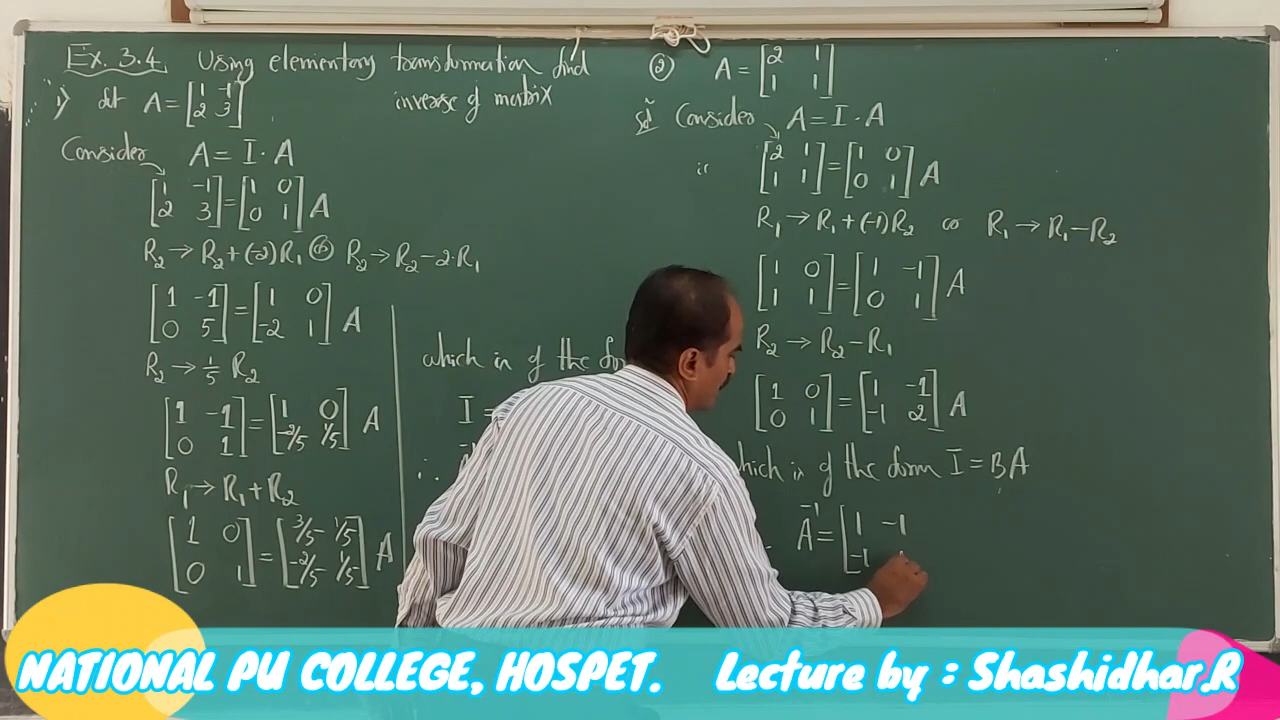 Ex. 3.4. Using elementary transformation find
inverse of matrix
1) let A = [1 -1
2 3]
Consider A = I · A
[1 -1
2 3] = [1 0
0 1] A
R2 → R2 + (-2)R1 R2 → R2 - 2·R1
[1 -1
0 5] = [1 0
-2 1] A
R2 → 1/5 R2
[1 -1
0 1] = [1 0
-2/5 1/5] A
R1 → R1 + R2
[1 0
0 1] = [3/5 1/5
-2/5 1/5] A
which is of the
I =
∴
② A = [2 1
1 1]
Consider A = I · A
[2 1
1 1] = [1 0
0 1] A
R1 → R1 + (-1)R2 or R1 → R1 - R2
[1 0
1 1] = [1 -1
0 1] A
R2 → R2 - R1
[1 0
0 1] = [1 -1
-1 2] A
which is of the form I = BA
A⁻¹ = [1 -1
-1
NATIONAL PU COLLEGE, HOSPET. Lecture by : Shashidhar.R